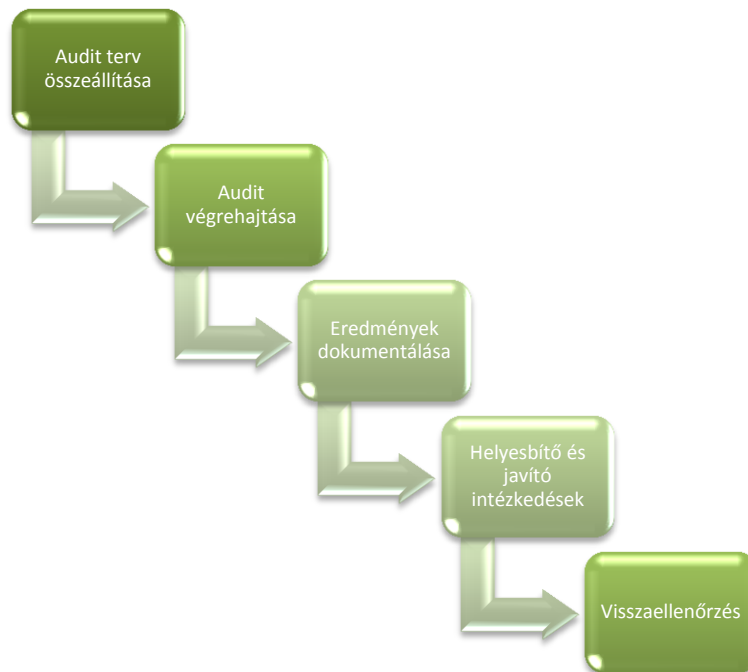 Audit terv
összeállítása
Audit
végrehajtása
Eredmények
dokumentálása
Helyesbítő és
javító
intézkedések
Visszaellenőrzés